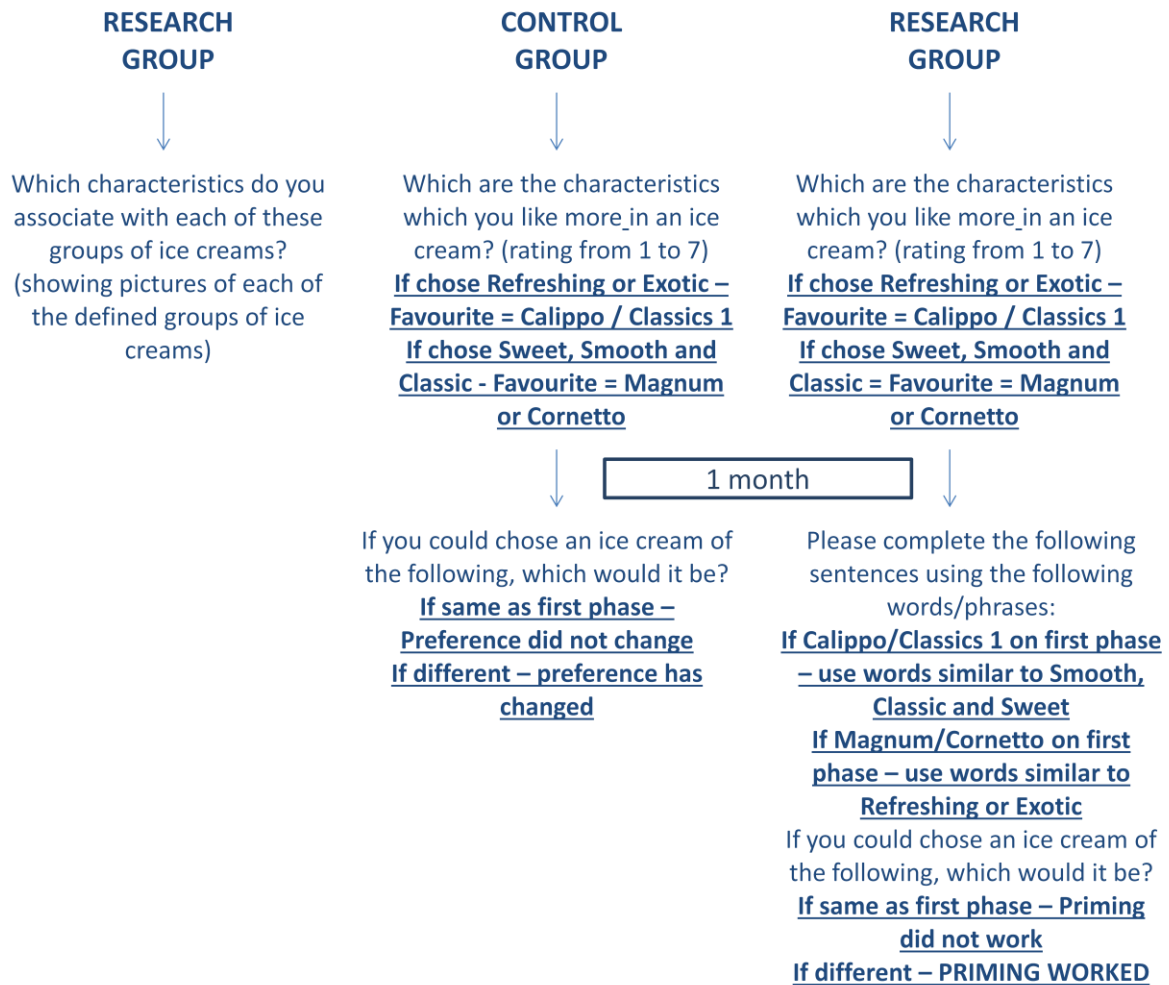 RESEARCH
GROUP
Which characteristics do you
associate with each of these
groups of ice creams?
(showing pictures of each of
the defined groups of ice
creams)
CONTROL
GROUP
Which are the characteristics
which you like more in an ice
cream? (rating from 1 to 7)
If chose Refreshing or Exotic –
Favourite = Calippo / Classics 1
If chose Sweet, Smooth and
Classic - Favourite = Magnum
or Cornetto
If you could chose an ice cream of
the following, which would it be?
If same as first phase –
Preference did not change
If different – preference has
changed
1 month
RESEARCH
GROUP
Which are the characteristics
which you like more in an ice
cream? (rating from 1 to 7)
If chose Refreshing or Exotic –
Favourite = Calippo / Classics 1
If chose Sweet, Smooth and
Classic = Favourite = Magnum
or Cornetto
Please complete the following
sentences using the following
words/phrases:
If Calippo/Classics 1 on first phase
– use words similar to Smooth,
Classic and Sweet
If Magnum/Cornetto on first
phase – use words similar to
Refreshing or Exotic
If you could chose an ice cream of
the following, which would it be?
If same as first phase – Priming
did not work
If different – PRIMING WORKED